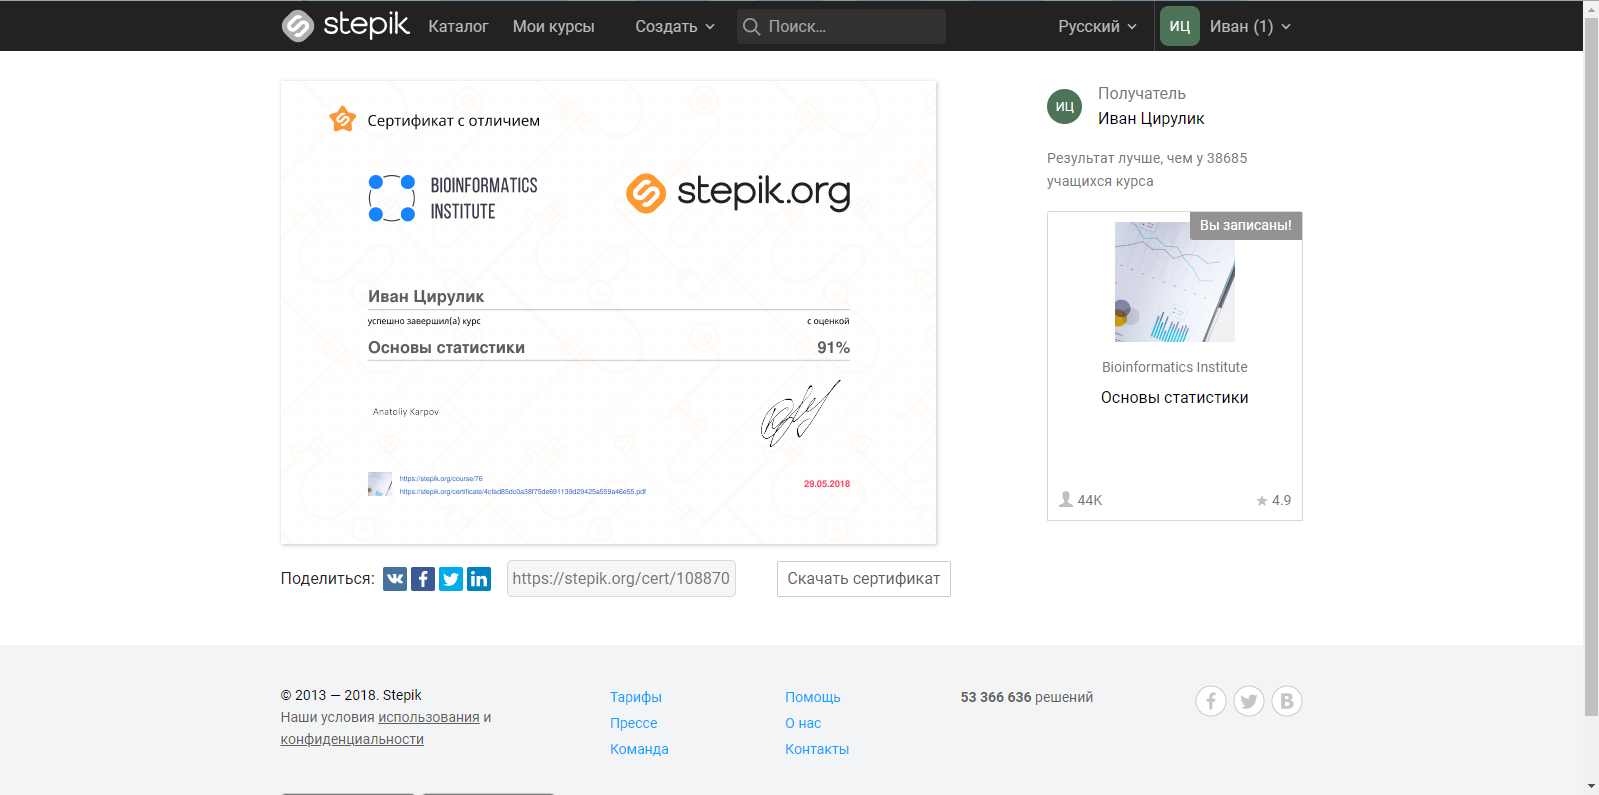 stepik Каталог Мои курсы Создать Поиск... Русский ИЦ Иван (1)
Сертификат с отличием
BIOINFORMATICS
INSTITUTE
stepik.org
Иван Цирулик
успешно завершил(а) курс с оценкой
Основы статистики 91%
Anatoliy Karpov
https://stepik.org/course/76
https://stepik.org/certificate/4cfad85dc0a38f75de691139d29425a559a46e55.pdf
29.05.2018
Поделиться: https://stepik.org/cert/108870 Скачать сертификат
ИЦ
Получатель
Иван Цирулик
Результат лучше, чем у 38685
учащихся курса
Вы записаны!
Bioinformatics Institute
Основы статистики
44K 4.9
© 2013 — 2018. Stepik
Наши условия использования и
конфиденциальности
Тарифы
Прессе
Команда
Помощь
О нас
Контакты
53 366 636 решений